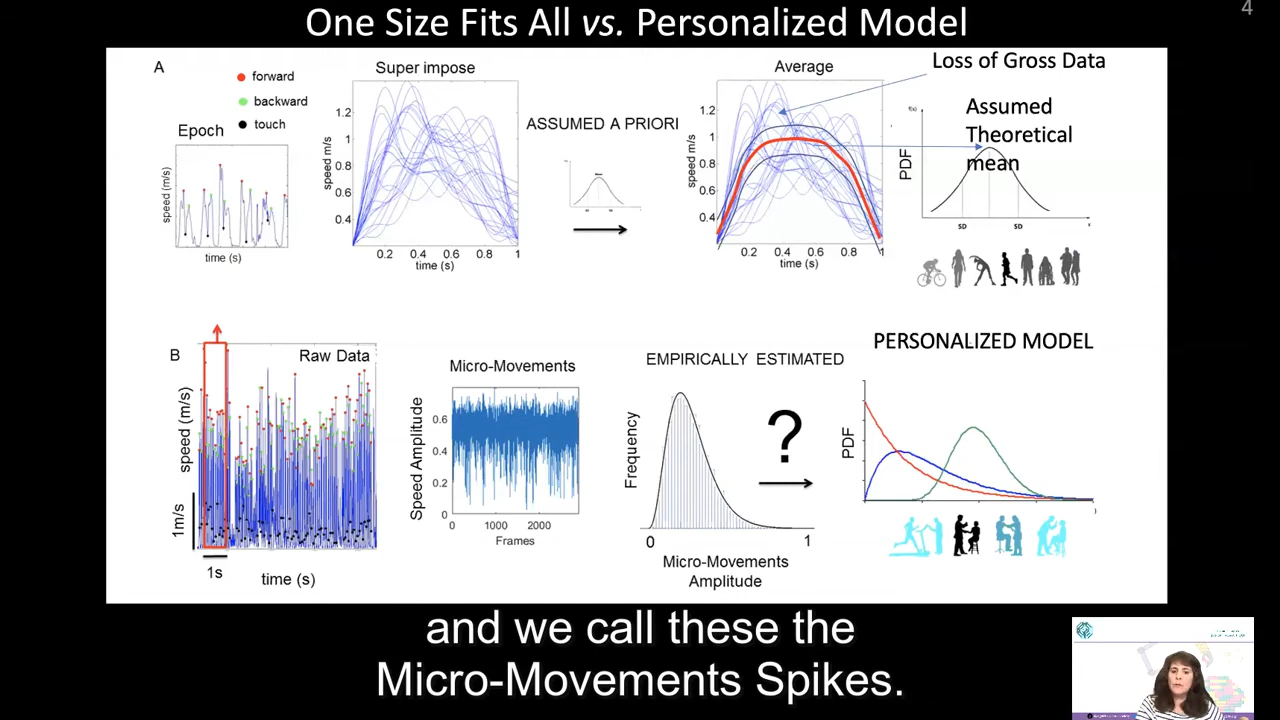 One Size Fits All vs. Personalized Model
4
A
forward
backward
touch
Epoch
speed (m/s)
time (s)
Super impose
speed m/s
1.2
1
0.8
0.6
0.4
0.2 0.4 0.6 0.8 1
time (s)
ASSUMED A PRIORI
Average
speed m/s
1.2
1
0.8
0.6
0.4
0.2 0.4 0.6 0.8 1
time (s)
Loss of Gross Data
Assumed
Theoretical
mean
f(x)
PDF
SD SD
B
Raw Data
speed (m/s)
1m/s
1s
time (s)
Micro-Movements
Speed Amplitude
0.6
0.4
0.2
0
0 1000 2000
Frames
EMPIRICALLY ESTIMATED
Frequency
0 1
Micro-Movements
Amplitude
?
PERSONALIZED MODEL
PDF
and we call these the
Micro-Movements Spikes.